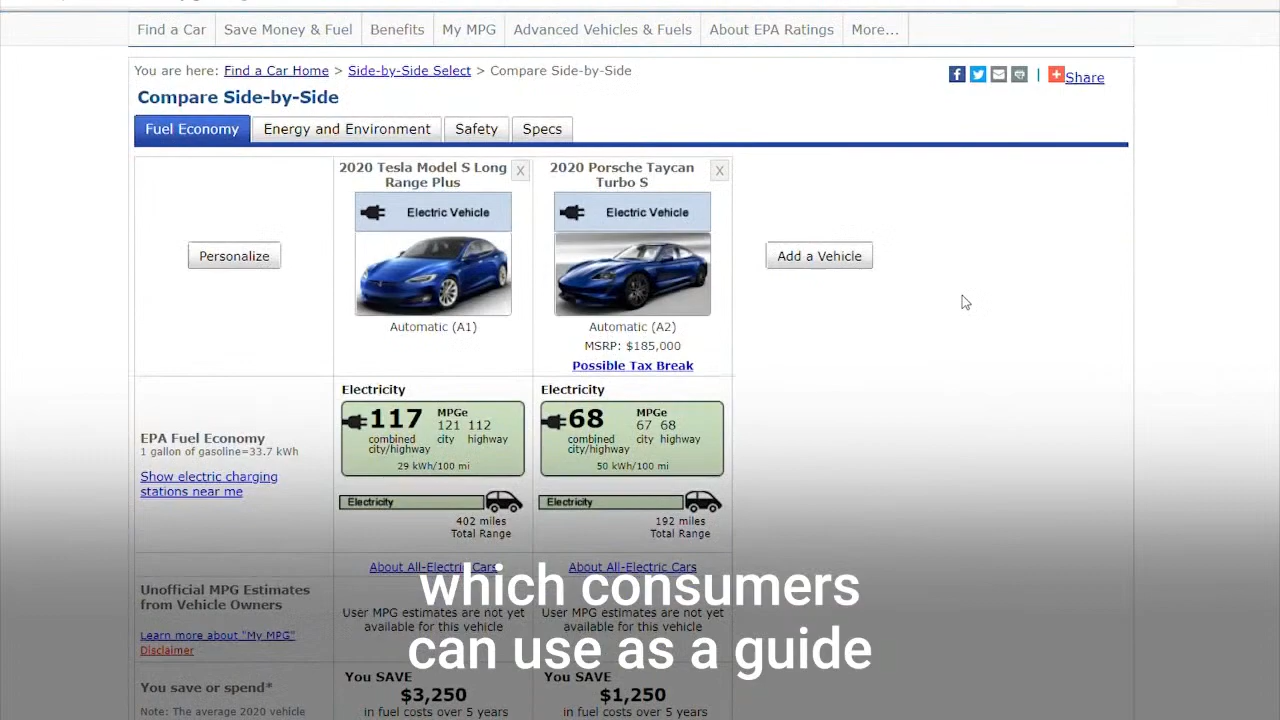 Find a Car
Save Money & Fuel
Benefits
My MPG
Advanced Vehicles & Fuels
About EPA Ratings
More...
You are here: Find a Car Home > Side-by-Side Select > Compare Side-by-Side
Share
Compare Side-by-Side
Fuel Economy
Energy and Environment
Safety
Specs
2020 Tesla Model S Long
Range Plus
X
2020 Porsche Taycan
Turbo S
X
Electric Vehicle
Electric Vehicle
Personalize
Add a Vehicle
Automatic (A1)
Automatic (A2)
MSRP: $185,000
Possible Tax Break
EPA Fuel Economy
1 gallon of gasoline=33.7 kWh
Show electric charging
stations near me
Electricity
117
MPGe
121 112
combined
city/highway
city highway
29 kWh/100 mi
Electricity
402 miles
Total Range
About All-Electric Cars
Electricity
68
MPGe
67 68
combined
city/highway
city highway
50 kWh/100 mi
Electricity
192 miles
Total Range
About All-Electric Cars
Unofficial MPG Estimates
from Vehicle Owners
Learn more about "My MPG"
Disclaimer
User MPG estimates are not yet
available for this vehicle
User MPG estimates are not yet
available for this vehicle
You save or spend*
Note: The average 2020 vehicle
You SAVE
$3,250
in fuel costs over 5 years
You SAVE
$1,250
in fuel costs over 5 years
which consumers
can use as a guide